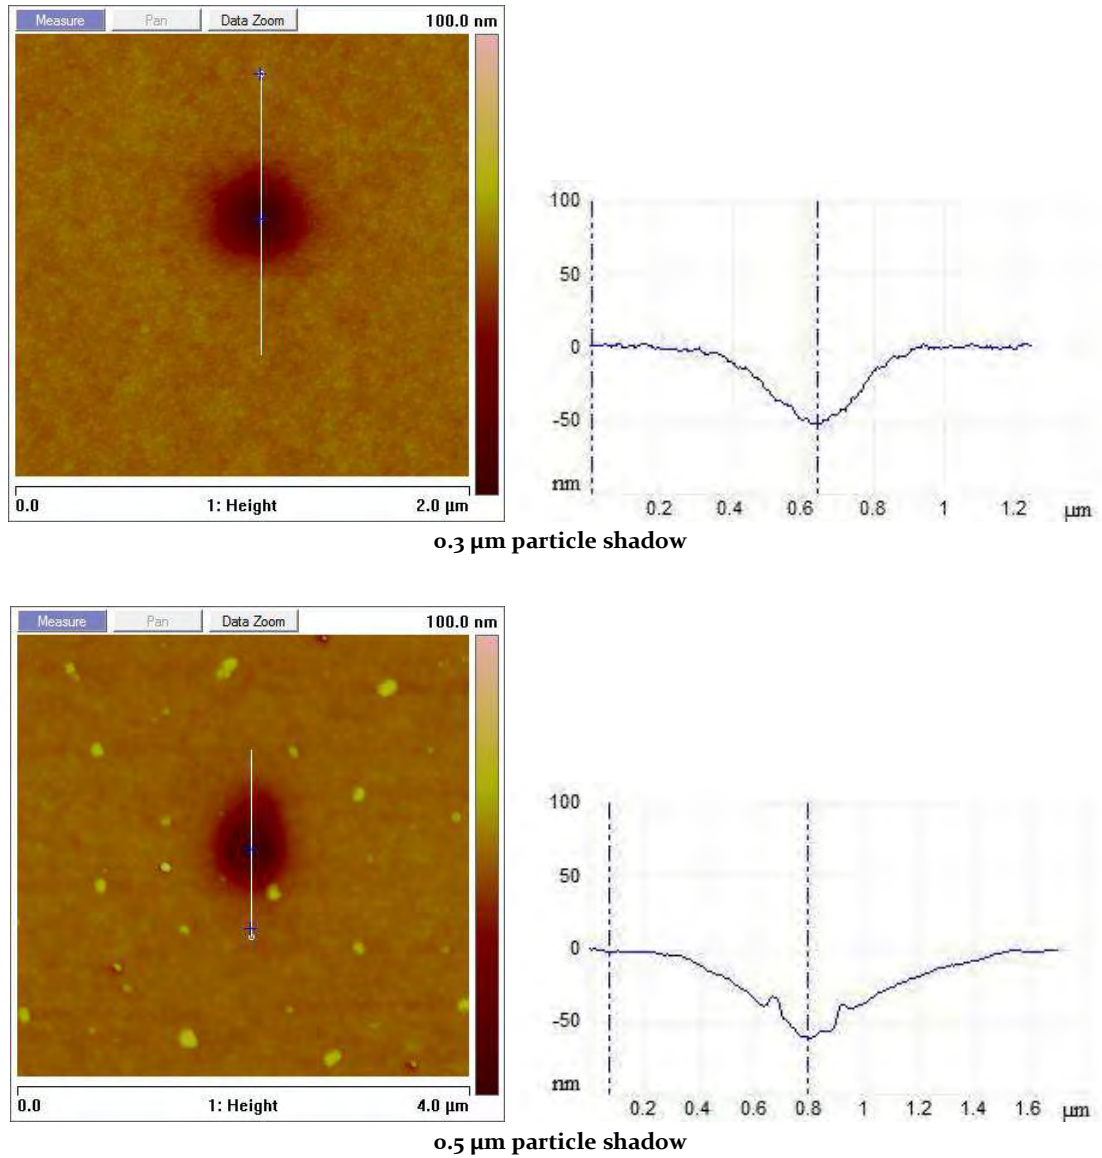 Measure Pan Data Zoom 100.0 nm
0.0 1: Height 2.0 µm
100
50
0
-50
nm
0.2 0.4 0.6 0.8 1 1.2 µm
0.3 µm particle shadow
Measure Pan Data Zoom 100.0 nm
0.0 1: Height 4.0 µm
100
50
0
-50
nm
0.2 0.4 0.6 0.8 1 1.2 1.4 1.6 µm
0.5 µm particle shadow